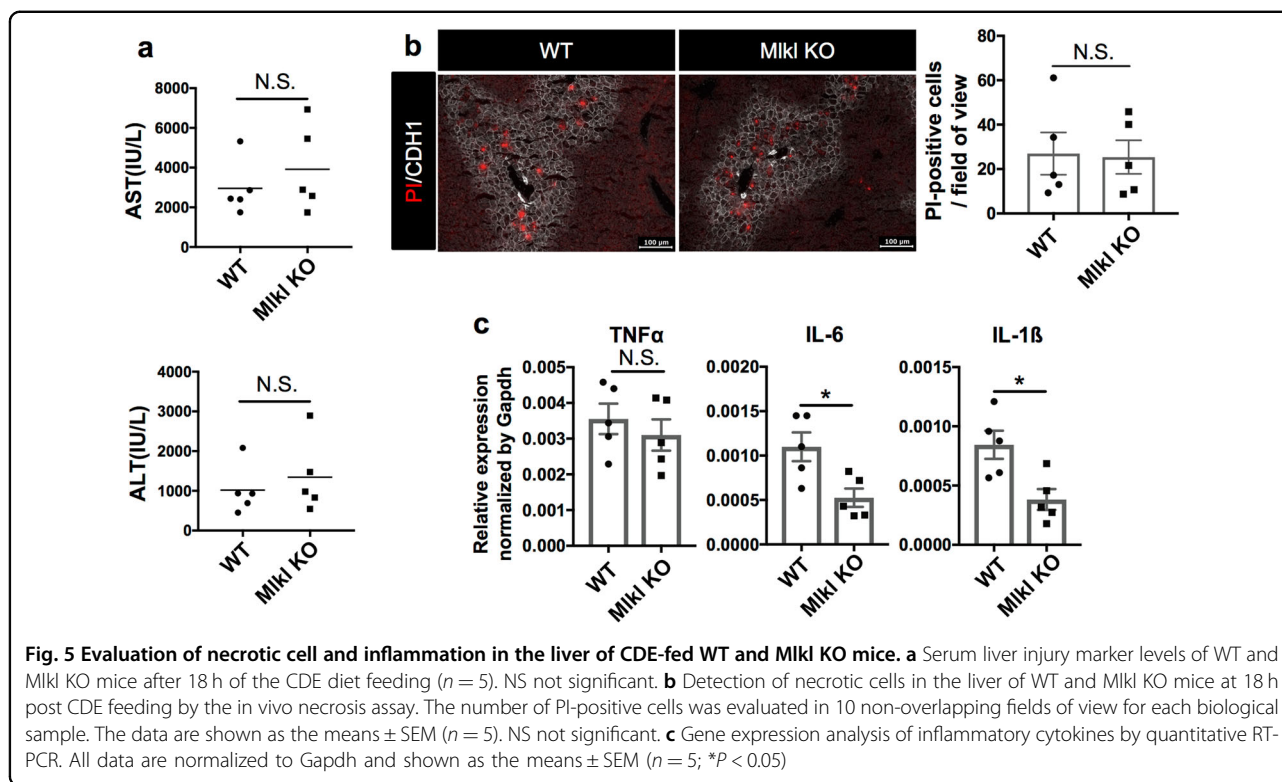 a
N.S.
8000
6000
4000
2000
0
AST(IU/L)
WT
Mlkl KO
N.S.
4000
3000
2000
1000
0
ALT(IU/L)
WT
Mlkl KO
b
WT
Mlkl KO
PI/CDH1
100 µm
100 µm
N.S.
80
60
40
20
0
PI-positive cells
/ field of view
WT
Mlkl KO
c
TNFα
N.S.
0.005
0.004
0.003
0.002
0.001
0.000
Relative expression
normalized by Gapdh
WT
Mlkl KO
IL-6
*
0.0020
0.0015
0.0010
0.0005
0.0000
WT
Mlkl KO
IL-1ß
*
0.0015
0.0010
0.0005
0.0000
WT
Mlkl KO
Fig. 5 Evaluation of necrotic cell and inflammation in the liver of CDE-fed WT and Mlkl KO mice. a Serum liver injury marker levels of WT and
Mlkl KO mice after 18 h of the CDE diet feeding (n = 5). NS not significant. b Detection of necrotic cells in the liver of WT and Mlkl KO mice at 18 h
post CDE feeding by the in vivo necrosis assay. The number of PI-positive cells was evaluated in 10 non-overlapping fields of view for each biological
sample. The data are shown as the means ± SEM (n = 5). NS not significant. c Gene expression analysis of inflammatory cytokines by quantitative RT-
PCR. All data are normalized to Gapdh and shown as the means ± SEM (n = 5; *P < 0.05)